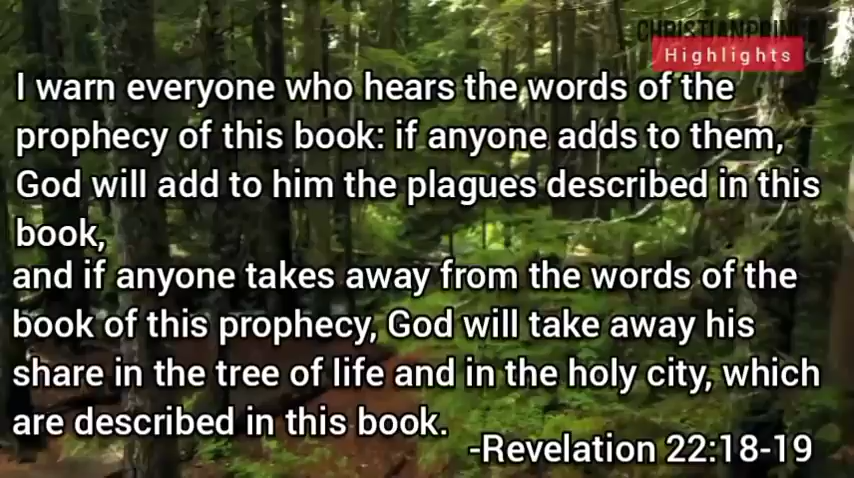 CHRISTIANPRINCE
Highlights
I warn everyone who hears the words of the
prophecy of this book: if anyone adds to them,
God will add to him the plagues described in this
book,
and if anyone takes away from the words of the
book of this prophecy, God will take away his
share in the tree of life and in the holy city, which
are described in this book.
-Revelation 22:18-19